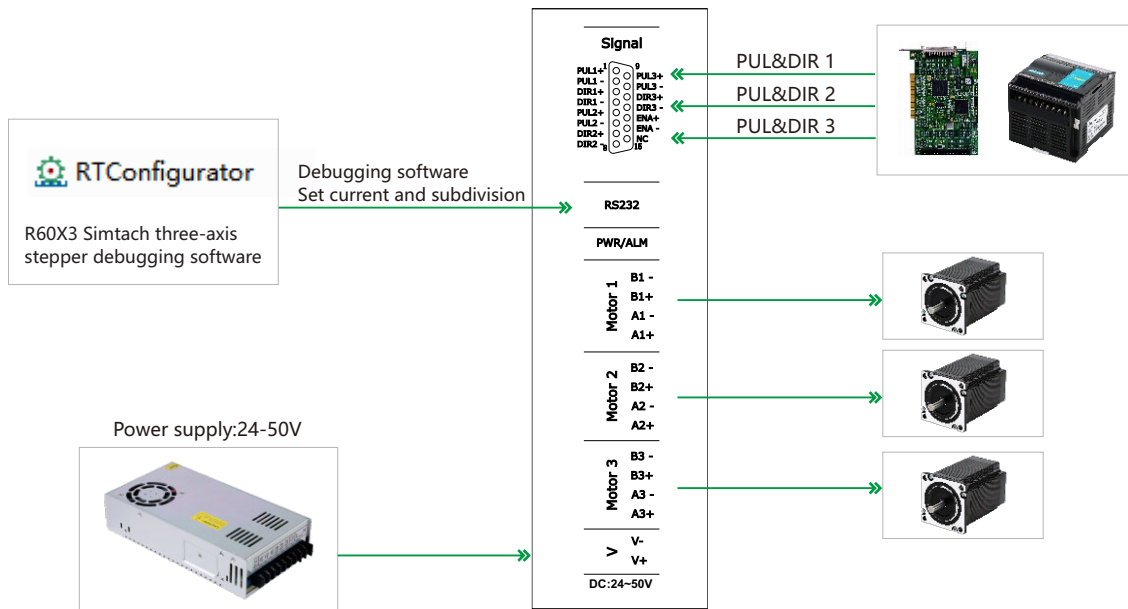 RTConfigurator
R60X3 Simtach three-axis
stepper debugging software
Debugging software
Set current and subdivision
Power supply:24-50V
Signal
1
9
PUL1+
PUL1 -
DIR1+
DIR1 -
PUL2+
PUL2 -
DIR2+
DIR2 -
8
PUL3+
PUL3 -
DIR3+
DIR3 -
ENA+
ENA -
NC
15
RS232
PWR/ALM
Motor 1
B1 -
B1+
A1 -
A1+
Motor 2
B2 -
B2+
A2 -
A2+
Motor 3
B3 -
B3+
A3 -
A3+
V
V-
V+
DC:24~50V
PUL&DIR 1
PUL&DIR 2
PUL&DIR 3